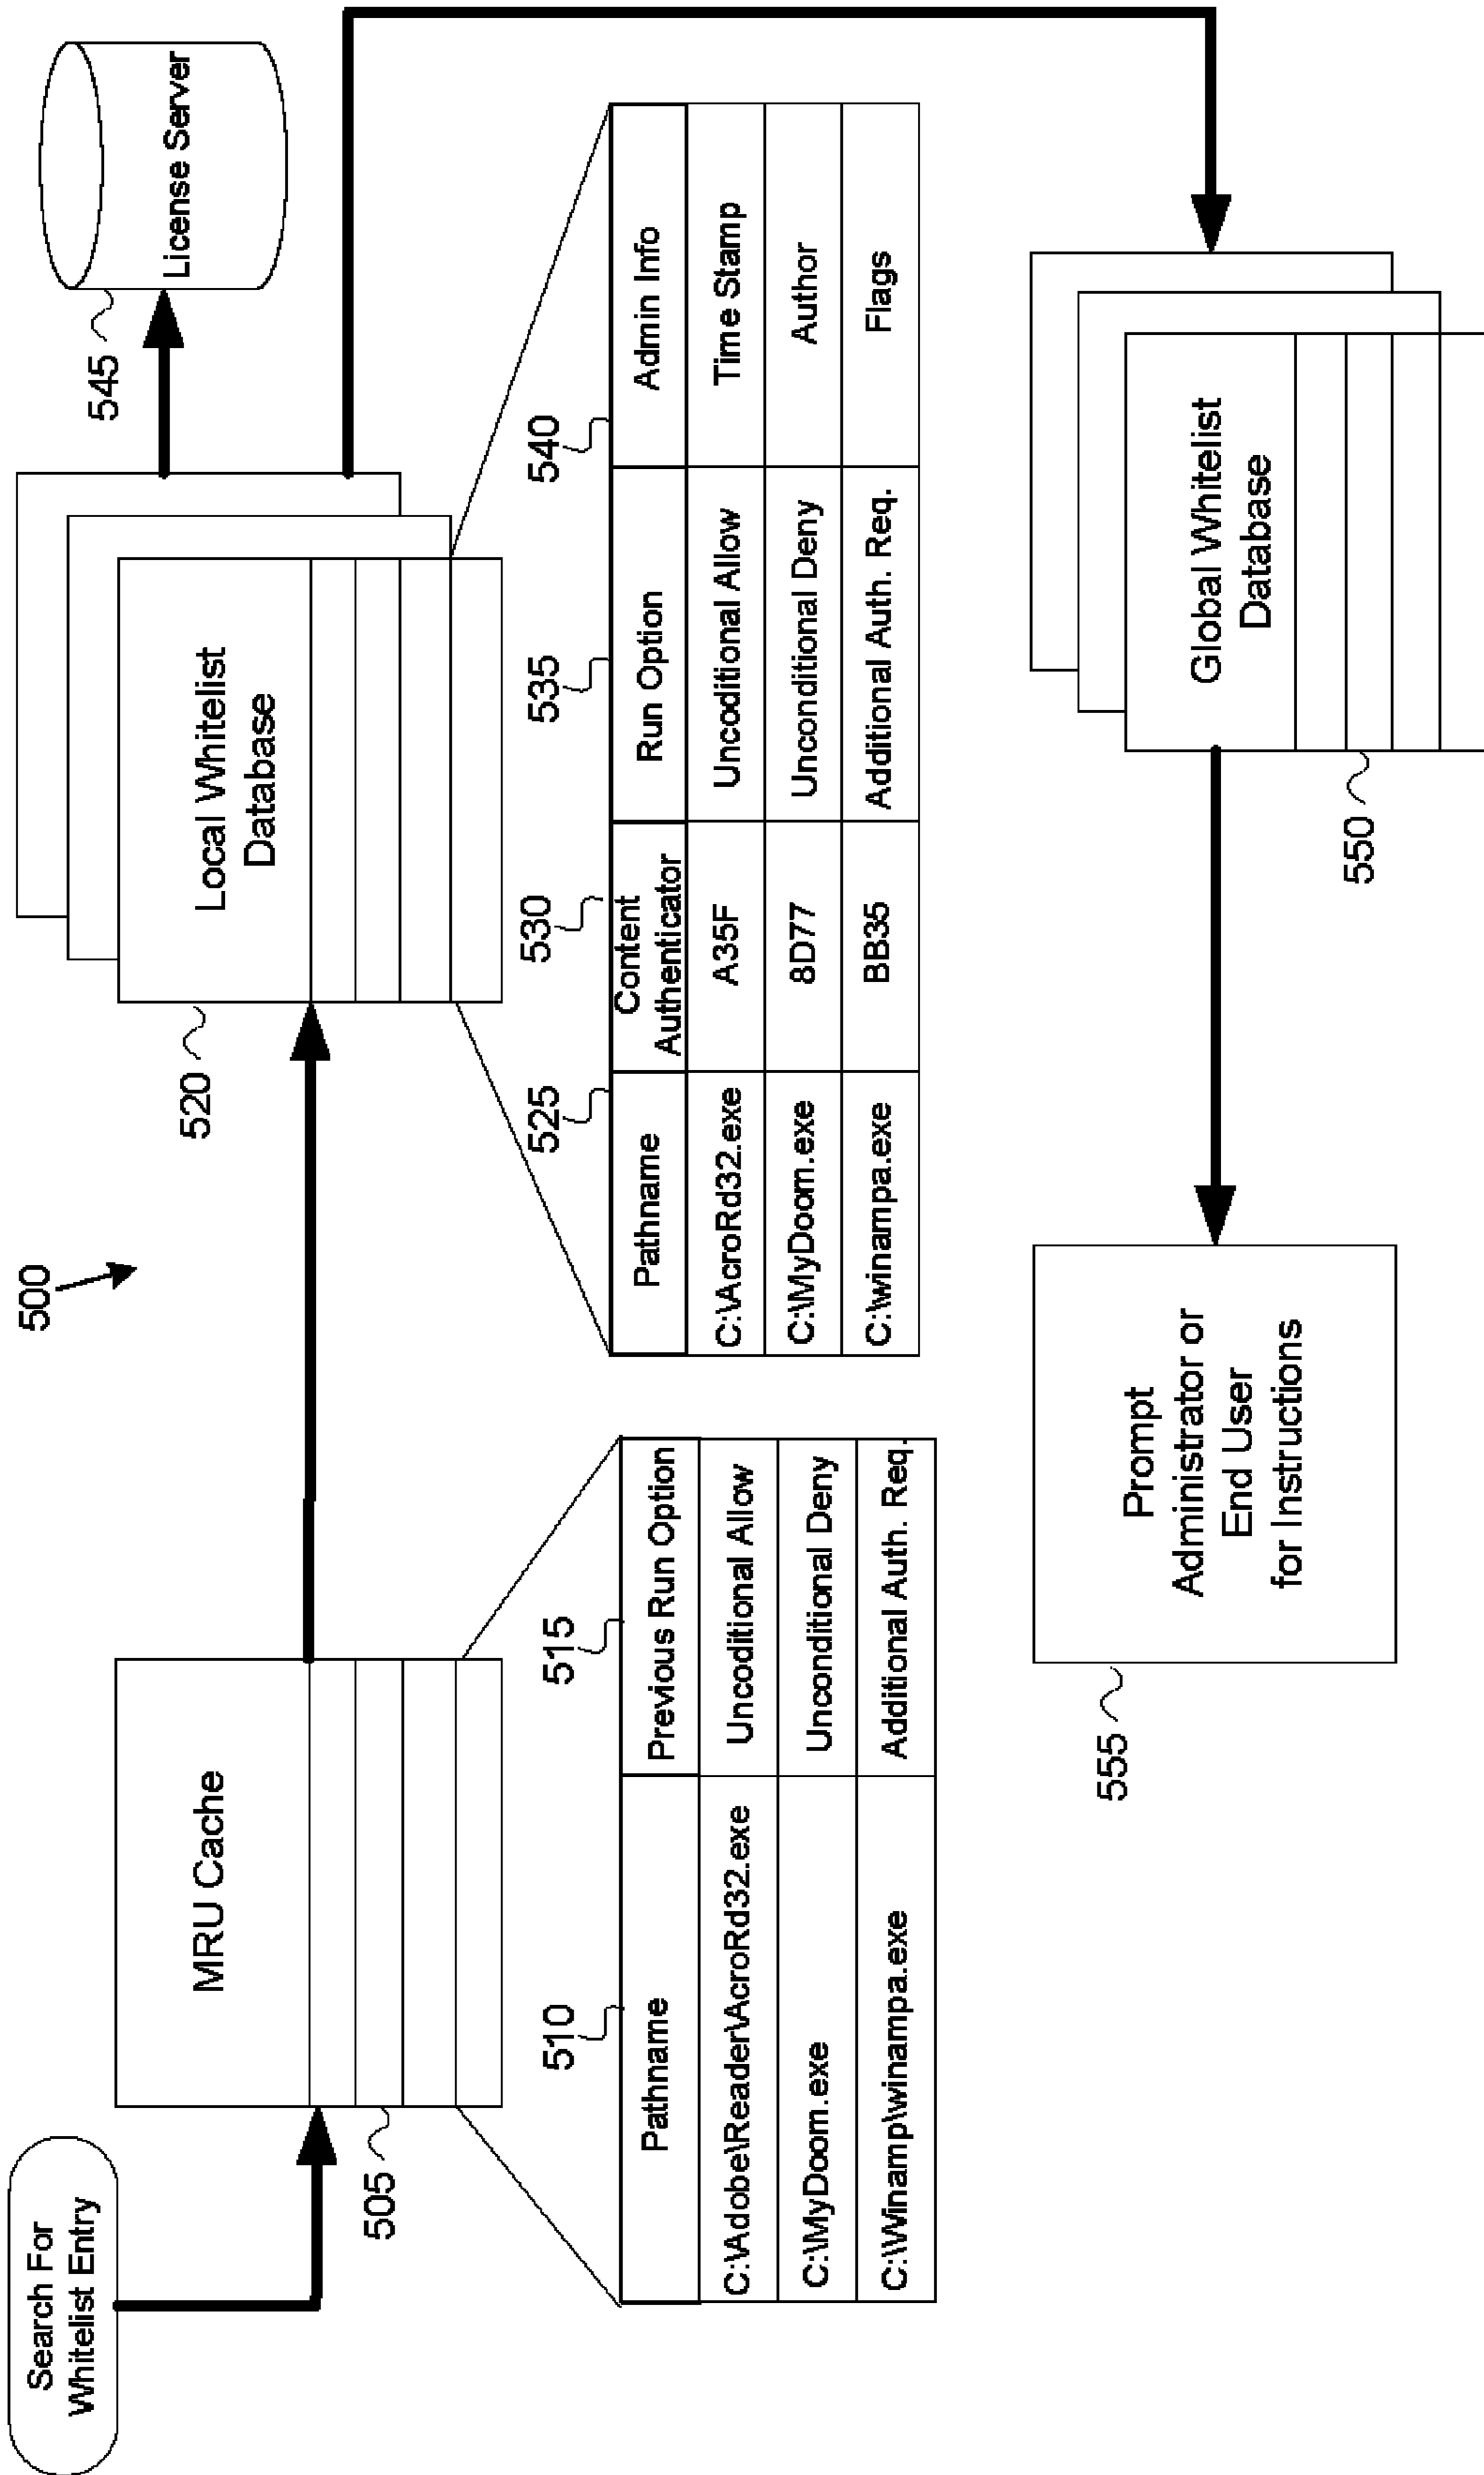 500
Search For
Whitelist Entry
MRU Cache
505
Local Whitelist
Database
520
545
License Server
510
515
Pathname
Previous Run Option
C:\Adobe\Reader\AcroRd32.exe
Uncoditional Allow
C:\MyDoom.exe
Unconditional Deny
C:\Winamp\winampa.exe
Additional Auth. Req.
525
530
535
540
Pathname
Content
Authenticator
Run Option
Admin Info
C:\AcroRd32.exe
A35F
Uncoditional Allow
Time Stamp
C:\MyDoom.exe
8D77
Unconditional Deny
Author
C:\winampa.exe
BB35
Additional Auth. Req.
Flags
Prompt
Administrator or
End User
for Instructions
555
Global Whitelist
Database
550